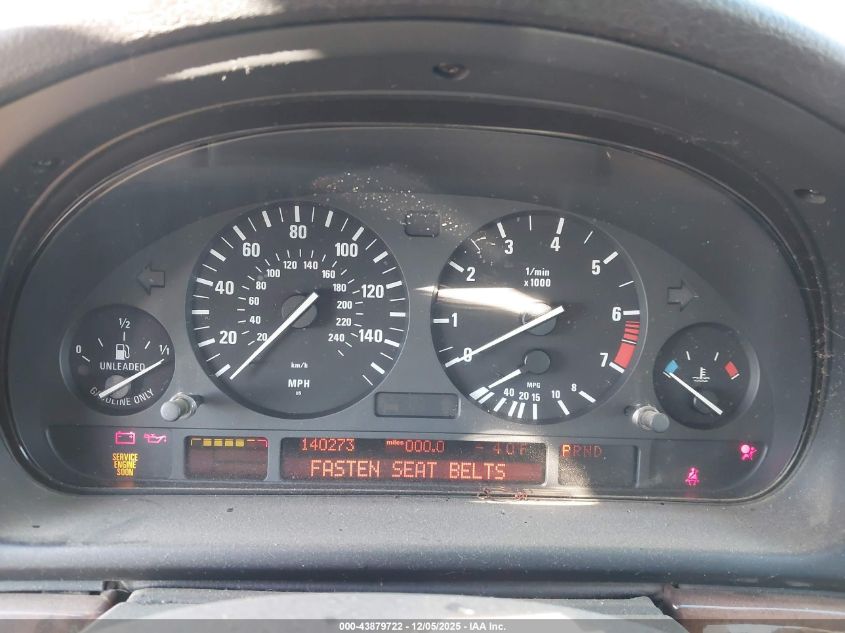 80
60 100
40 120
20 140
120 140
100 160
80 180
60 200
40 220
20 240
km/h
MPH
0 1/2 1/1
UNLEADED
GASOLINE ONLY
3 4
2 5
1 6
0 7
1/min
x1000
MPG
40 20 15 10 8
SERVICE
ENGINE
SOON
140273 miles 000.0 -40F
FASTEN SEAT BELTS
PRND
000-43879722 - 12/05/2025 - IAA Inc.